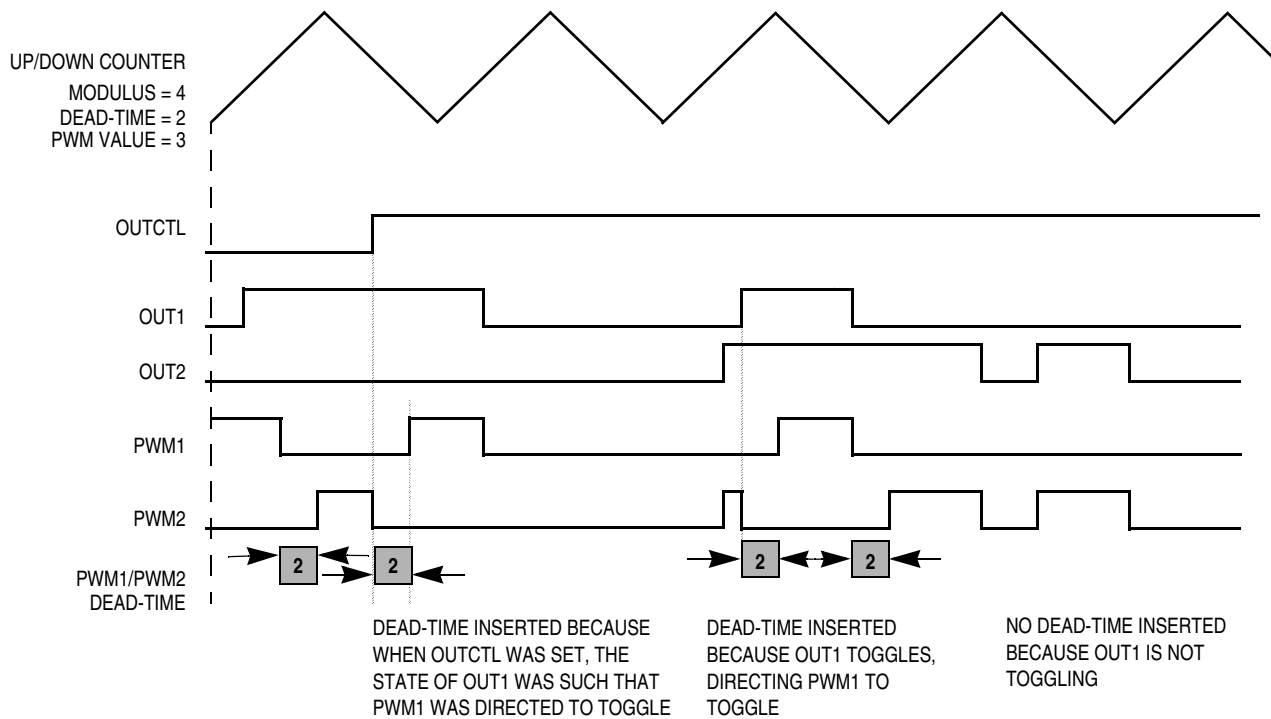 UP/DOWN COUNTER
MODULUS = 4
DEAD-TIME = 2
PWM VALUE = 3
OUTCTL
OUT1
OUT2
PWM1
PWM2
PWM1/PWM2
DEAD-TIME
2
2
2
2
DEAD-TIME INSERTED BECAUSE
WHEN OUTCTL WAS SET, THE
STATE OF OUT1 WAS SUCH THAT
PWM1 WAS DIRECTED TO TOGGLE
DEAD-TIME INSERTED
BECAUSE OUT1 TOGGLES,
DIRECTING PWM1 TO
TOGGLE
NO DEAD-TIME INSERTED
BECAUSE OUT1 IS NOT
TOGGLING